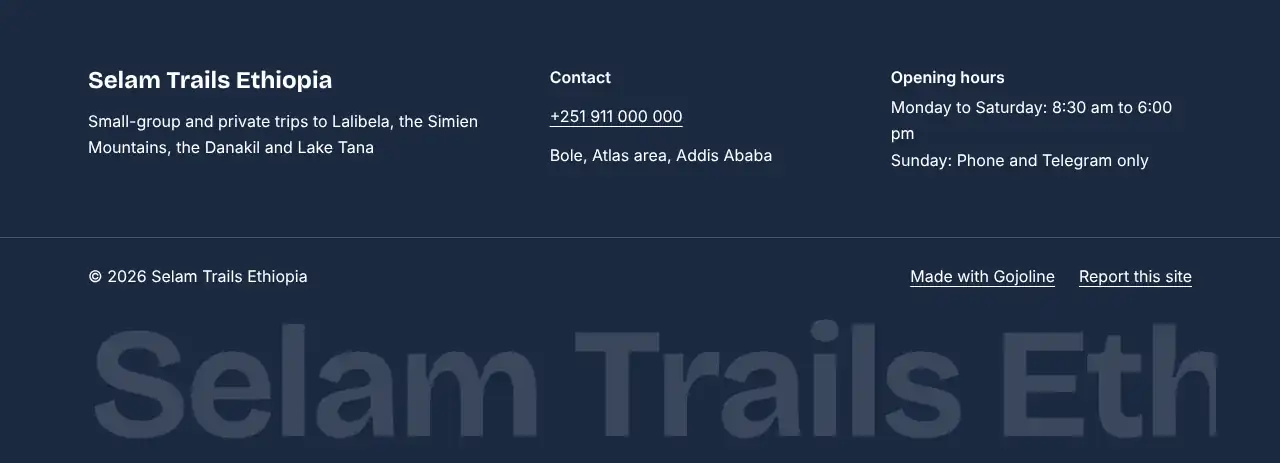 Selam Trails Ethiopia
Small-group and private trips to Lalibela, the Simien
Mountains, the Danakil and Lake Tana
Contact
+251 911 000 000
Bole, Atlas area, Addis Ababa
Opening hours
Monday to Saturday: 8:30 am to 6:00
pm
Sunday: Phone and Telegram only
© 2026 Selam Trails Ethiopia
Made with Gojoline
Report this site
Selam Trails Eth